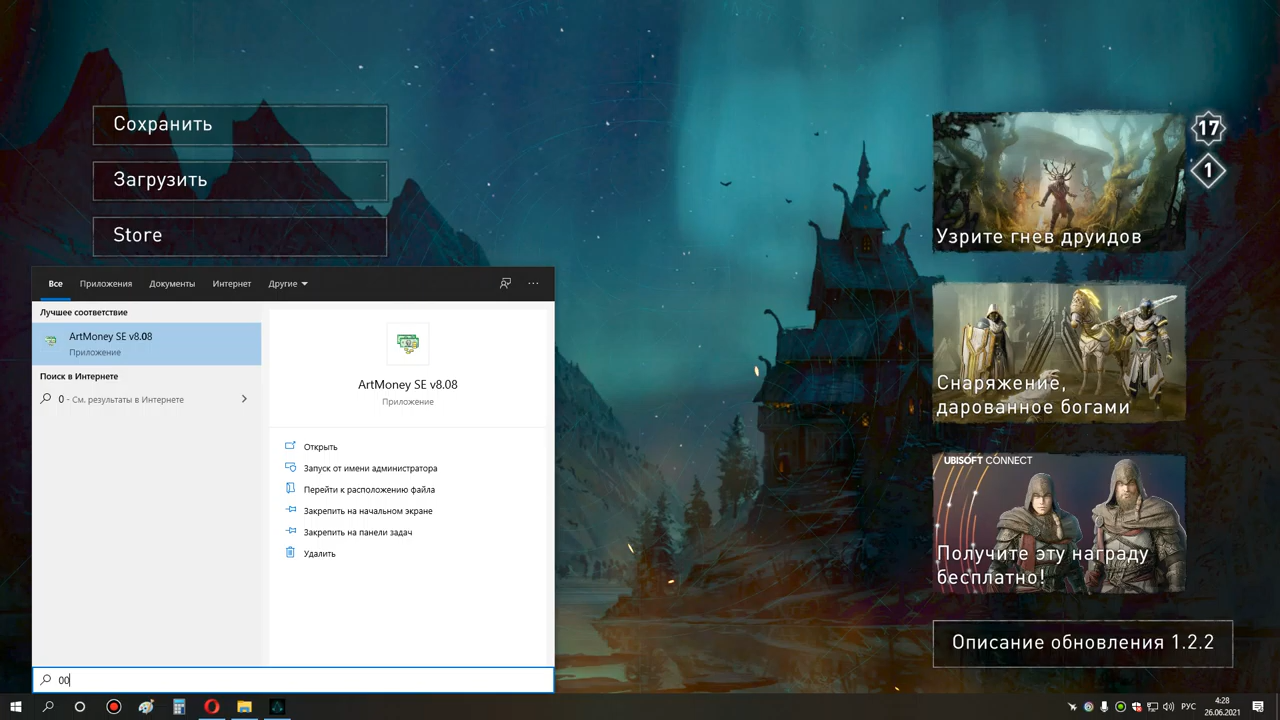 Сохранить
Загрузить
Store
17
1
Узрите гнев друидов
Снаряжение,
дарованное богами
UBISOFT CONNECT
Получите эту награду
бесплатно!
Описание обновления 1.2.2
Все
Приложения
Документы
Интернет
Другие
Лучшее соответствие
ArtMoney SE v8.08
Приложение
Поиск в Интернете
0 - См. результаты в Интернете
ArtMoney SE v8.08
Приложение
Открыть
Запуск от имени администратора
Перейти к расположению файла
Закрепить на начальном экране
Закрепить на панели задач
Удалить
00
РУС
4:28
26.06.2021